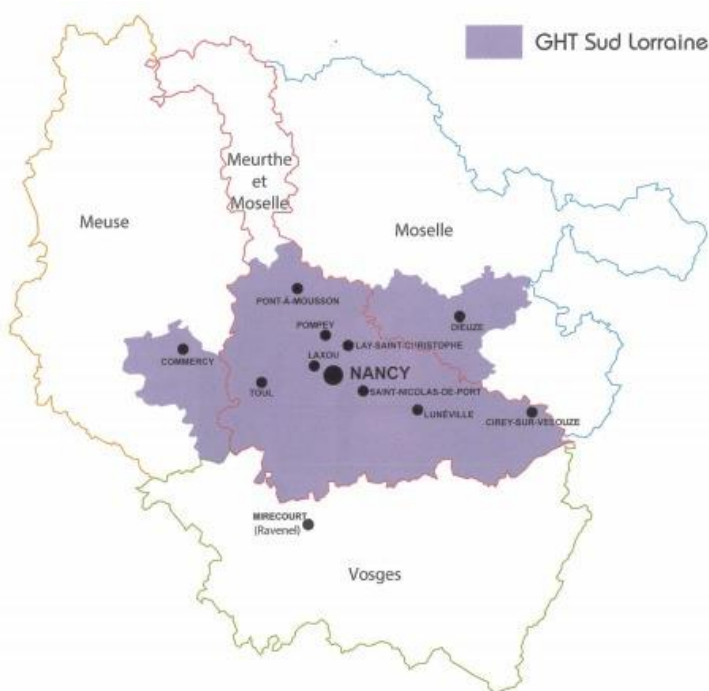 GHT Sud Lorraine
Meurthe
et
Moselle
Meuse
Moselle
PONT-À-MOUSSON
DIEUZE
POMPEY
LAY-SAINT-CHRISTOPHE
COMMERCY
LAXOU
NANCY
TOUL
SAINT-NICOLAS-DE-PORT
LUNÉVILLE
CIREY-SUR-VESOUZE
MIRECOURT
(Ravenel)
Vosges